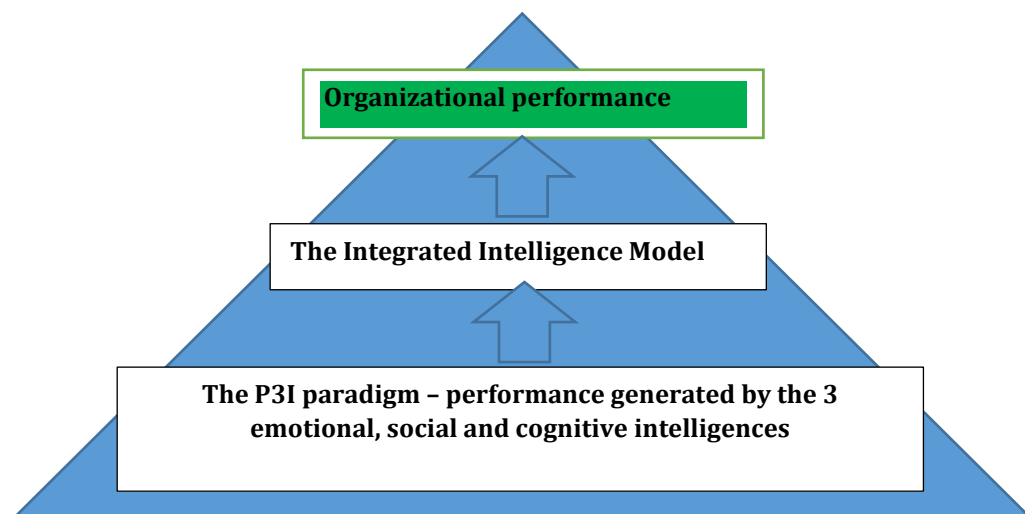 Organizational performance
The Integrated Intelligence Model
The P3I paradigm – performance generated by the 3
emotional, social and cognitive intelligences